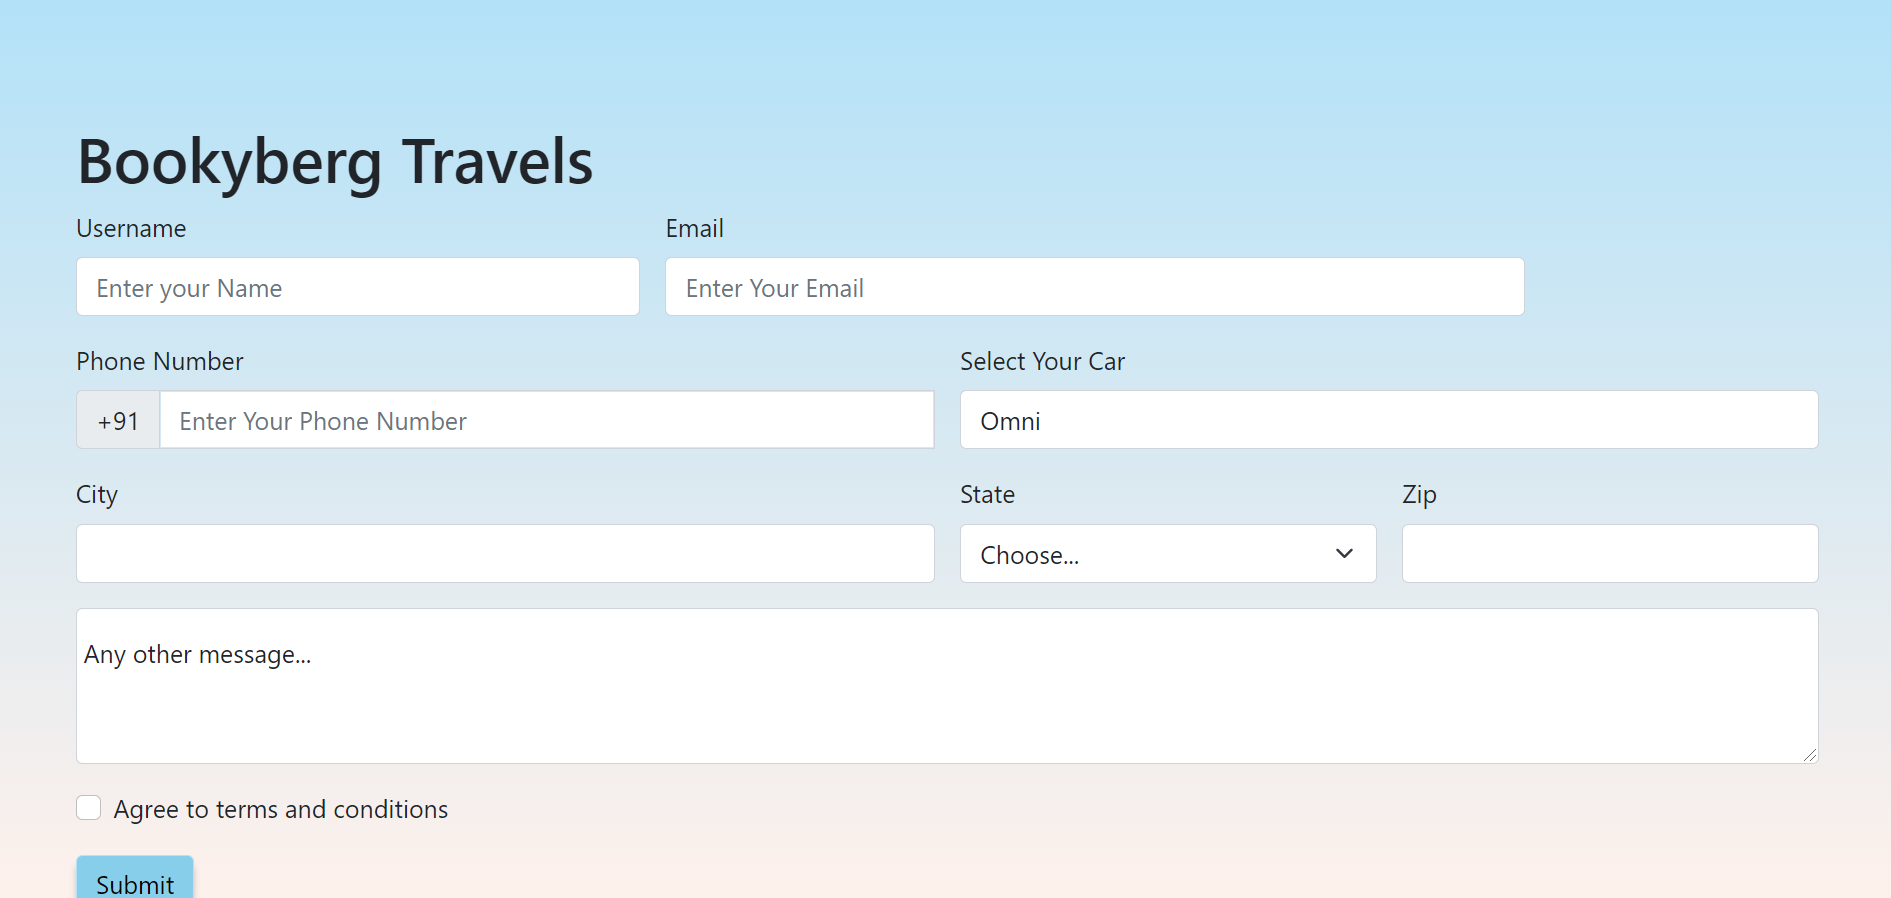 Bookyberg Travels
Username Email
Enter your Name Enter Your Email
Phone Number Select Your Car
+91 Enter Your Phone Number Omni
City State Zip
Choose...
Any other message...
Agree to terms and conditions
Submit